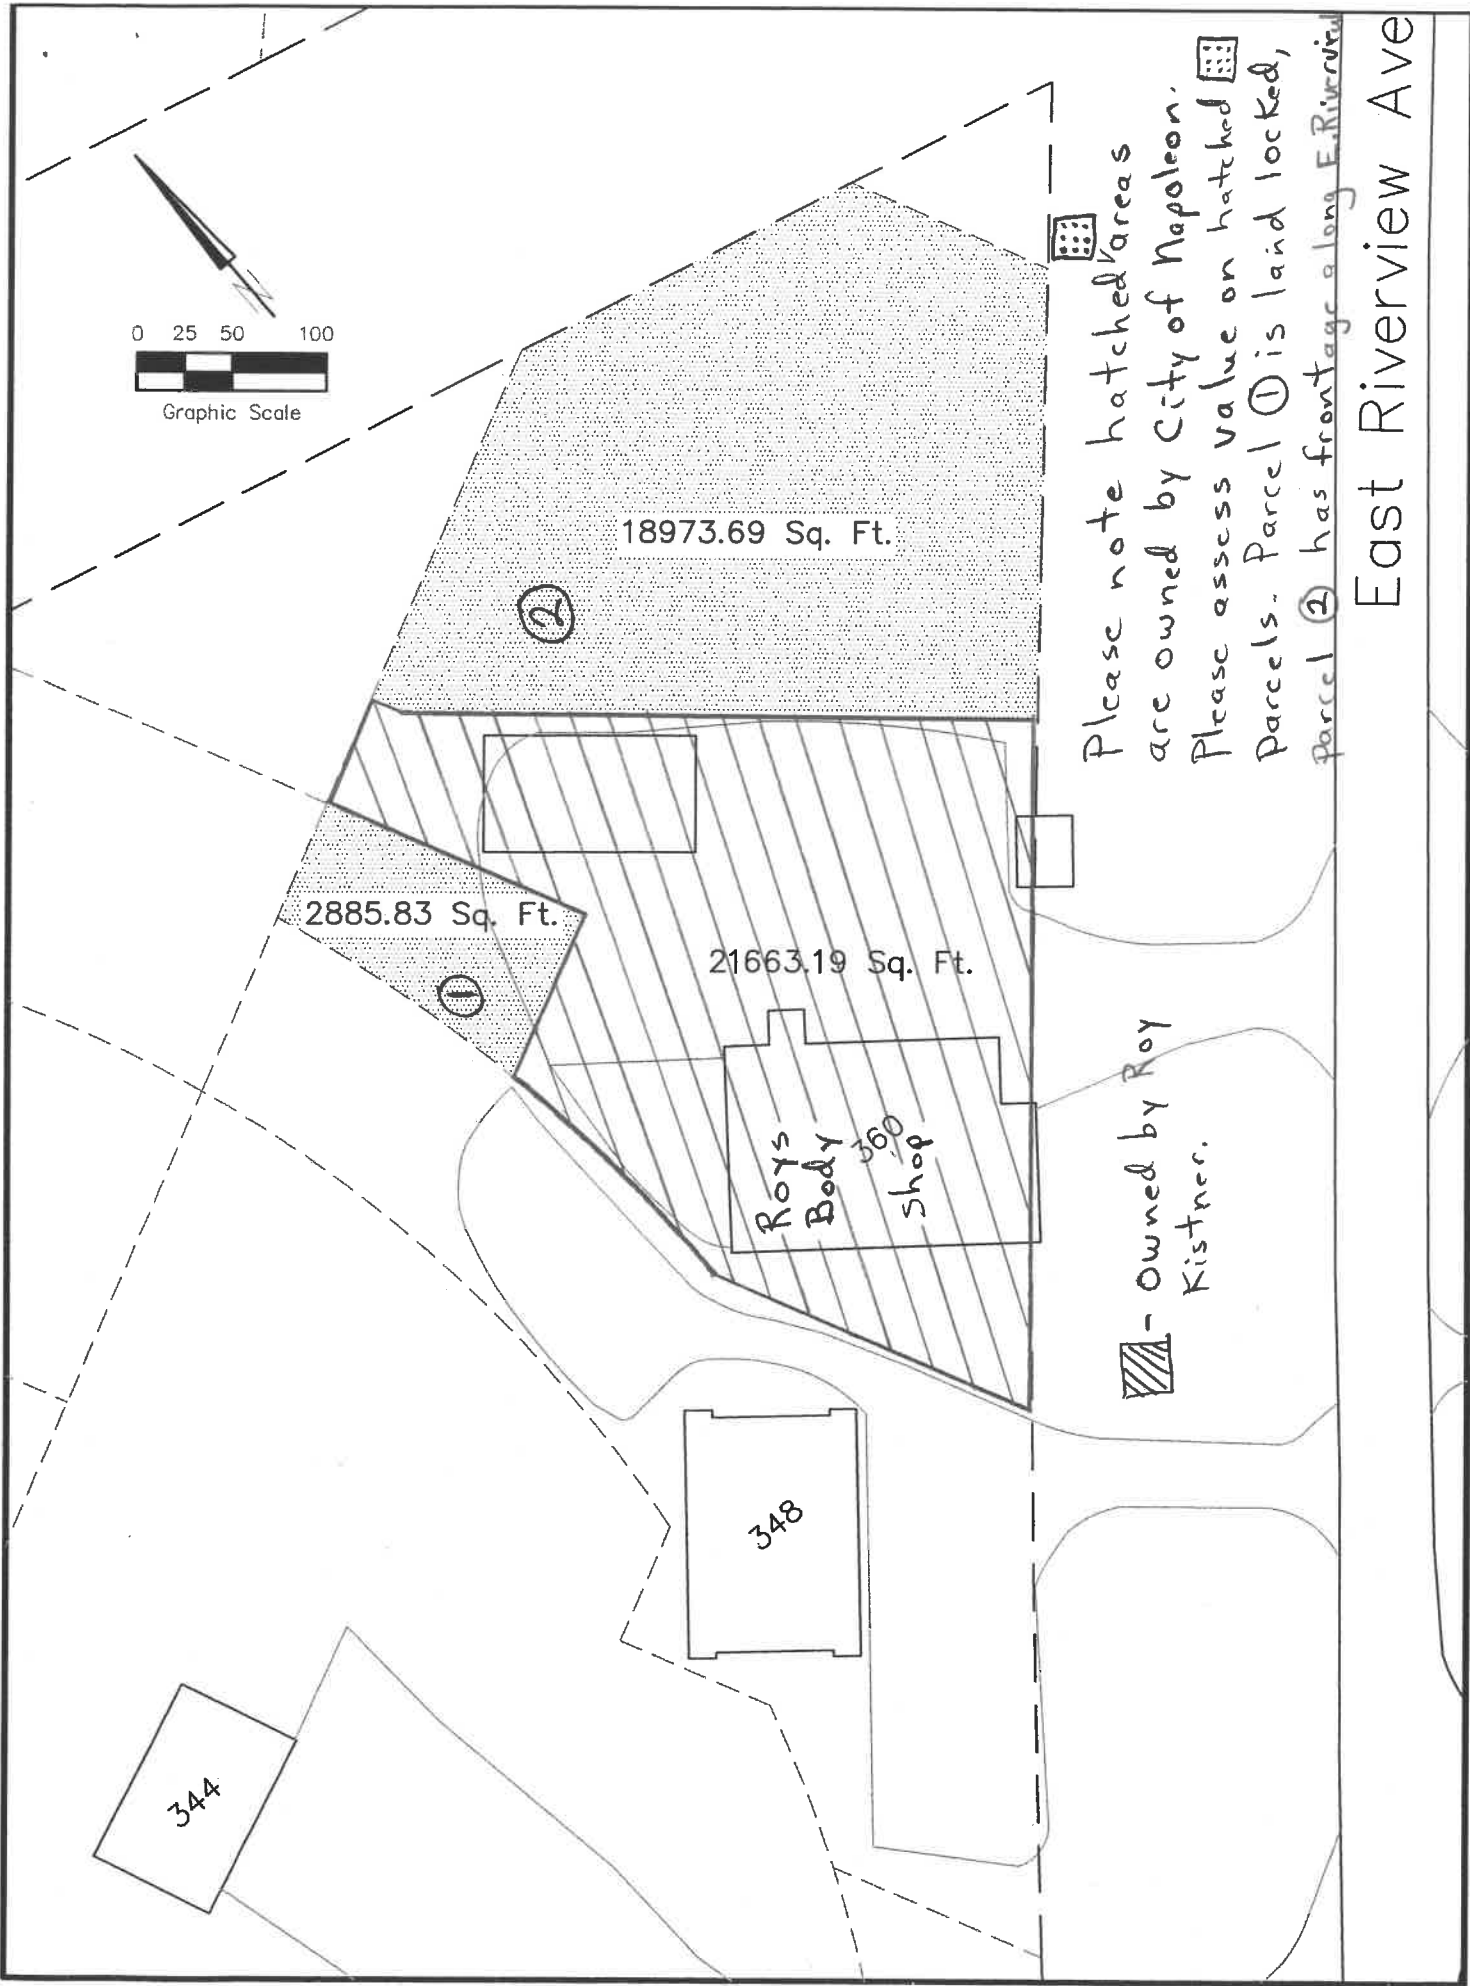 0 25 50 100
Graphic Scale
18973.69 Sq. Ft.
2
2885.83 Sq. Ft.
1
21663.19 Sq. Ft.
Roys
Body
360
Shop
348
344
Please note hatched areas
are owned by City of Napoleon.
Please assess value on hatched
parcels. Parcel 1 is land locked,
parcel 2 has frontage along E. Riverview
- Owned by Roy
Kistner.
East Riverview Ave
N